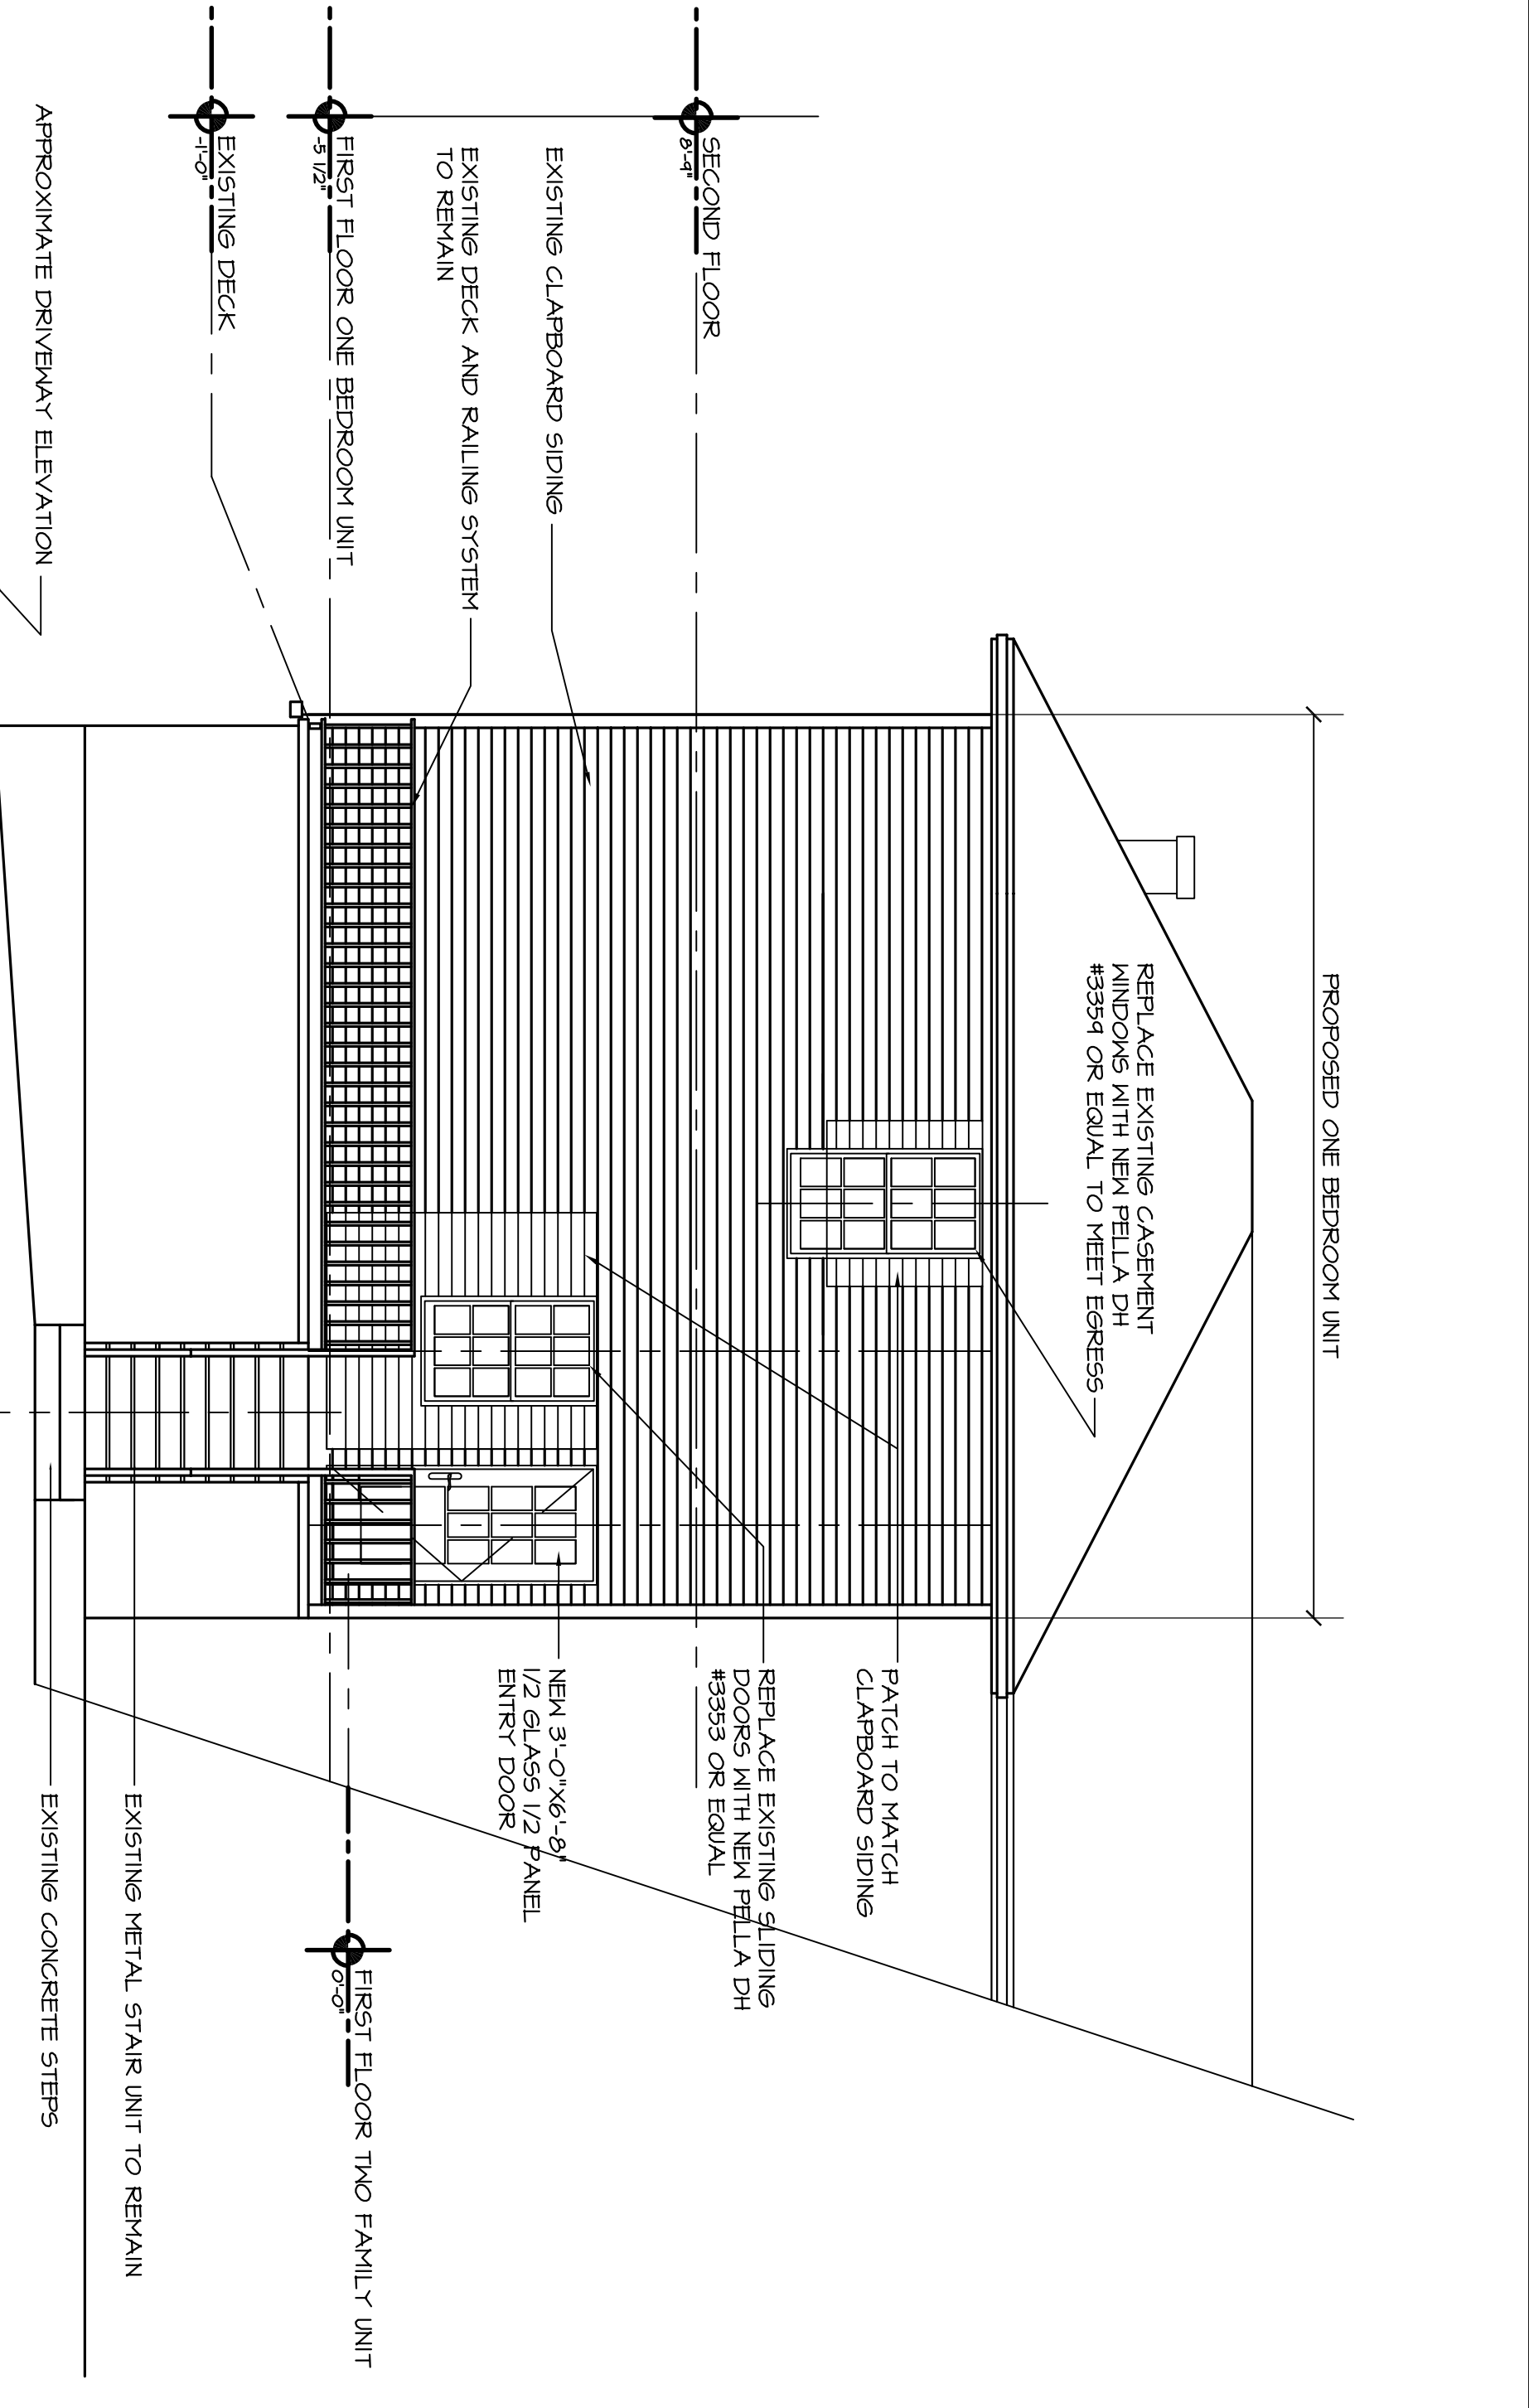 PROPOSED ONE BEDROOM UNIT
REPLACE EXISTING CASEMENT
WINDOWS WITH NEW PELLA DH
#3359 OR EQUAL TO MEET EGRESS
SECOND FLOOR
8'-9"
EXISTING CLAPBOARD SIDING
EXISTING DECK AND RAILING SYSTEM
TO REMAIN
FIRST FLOOR ONE BEDROOM UNIT
-5 1/2"
EXISTING DECK
-1'-0"
APPROXIMATE DRIVEWAY ELEVATION
PATCH TO MATCH
CLAPBOARD SIDING
REPLACE EXISTING SLIDING
DOORS WITH NEW PELLA DH
#3353 OR EQUAL
NEW 3'-0"X6'-8"
1/2 GLASS 1/2 PANEL
ENTRY DOOR
FIRST FLOOR TWO FAMILY UNIT
0'-0"
EXISTING METAL STAIR UNIT TO REMAIN
EXISTING CONCRETE STEPS